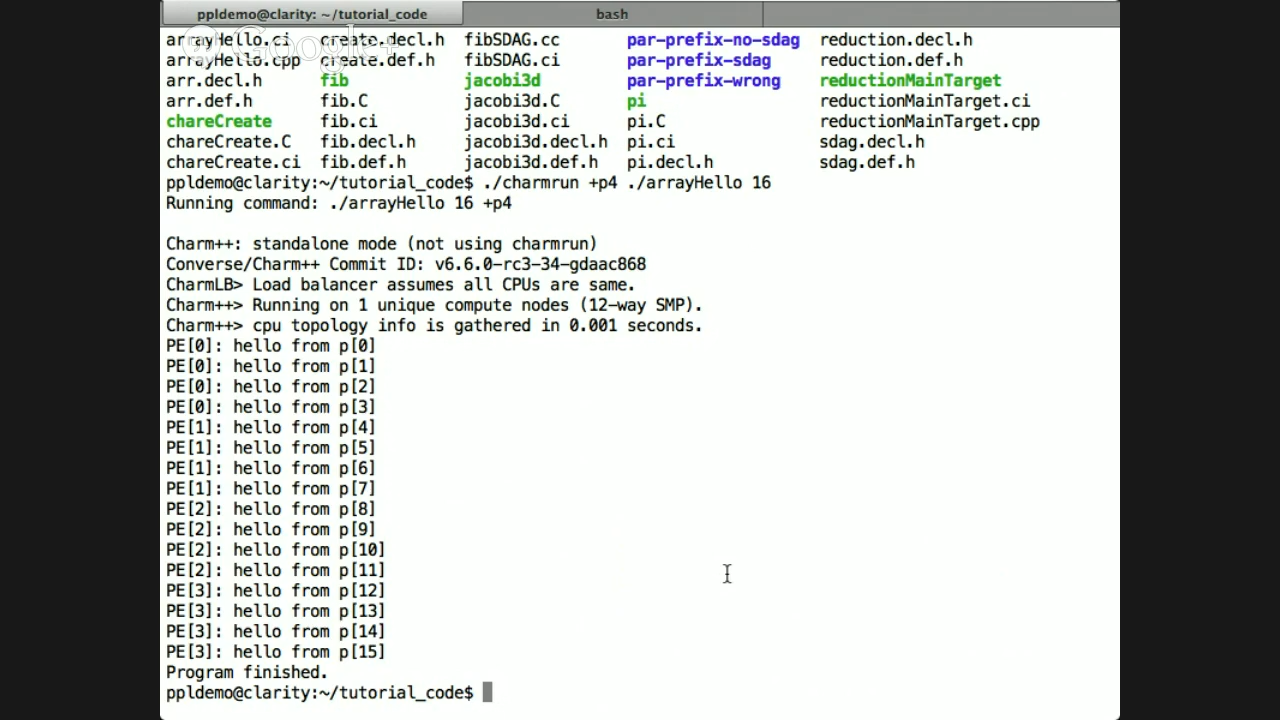 ppldemo@clarity: ~/tutorial_code bash
Google+
arrayHello.ci create.decl.h fibSDAG.cc par-prefix-no-sdag reduction.decl.h
arrayHello.cpp create.def.h fibSDAG.ci par-prefix-sdag reduction.def.h
arr.decl.h fib jacobi3d par-prefix-wrong reductionMainTarget
arr.def.h fib.C jacobi3d.C pi reductionMainTarget.ci
chareCreate fib.ci jacobi3d.ci pi.C reductionMainTarget.cpp
chareCreate.C fib.decl.h jacobi3d.decl.h pi.ci sdag.decl.h
chareCreate.ci fib.def.h jacobi3d.def.h pi.decl.h sdag.def.h
ppldemo@clarity:~/tutorial_code$ ./charmrun +p4 ./arrayHello 16
Running command: ./arrayHello 16 +p4
Charm++: standalone mode (not using charmrun)
Converse/Charm++ Commit ID: v6.6.0-rc3-34-gdaac868
CharmLB> Load balancer assumes all CPUs are same.
Charm++> Running on 1 unique compute nodes (12-way SMP).
Charm++> cpu topology info is gathered in 0.001 seconds.
PE[0]: hello from p[0]
PE[0]: hello from p[1]
PE[0]: hello from p[2]
PE[0]: hello from p[3]
PE[1]: hello from p[4]
PE[1]: hello from p[5]
PE[1]: hello from p[6]
PE[1]: hello from p[7]
PE[2]: hello from p[8]
PE[2]: hello from p[9]
PE[2]: hello from p[10]
PE[2]: hello from p[11]
PE[3]: hello from p[12]
PE[3]: hello from p[13]
PE[3]: hello from p[14]
PE[3]: hello from p[15]
Program finished.
ppldemo@clarity:~/tutorial_code$